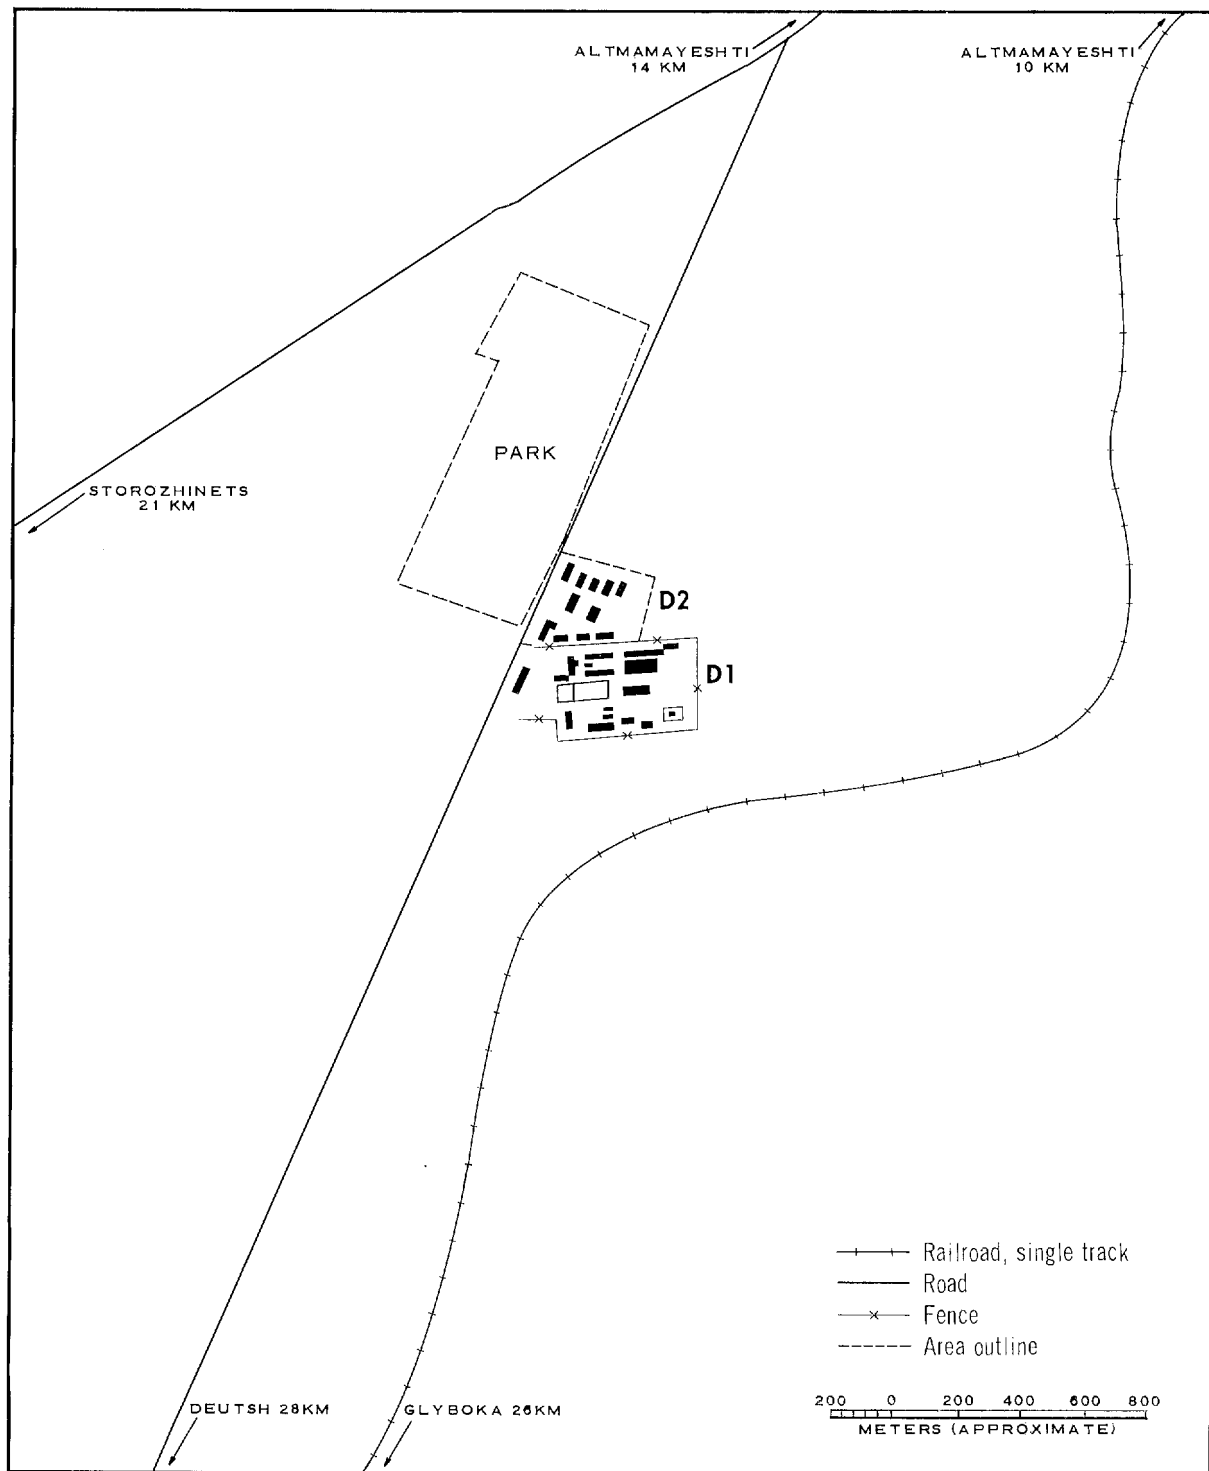 ALTMAMAYESHTI
14 KM
ALTMAMAYESHTI
10 KM
PARK
STOROZHINETS
21 KM
D2
D1
Railroad, single track
Road
Fence
Area outline
DEUTSH 28KM
GLYBOKA 26KM
200 0 200 400 600 800
METERS (APPROXIMATE)